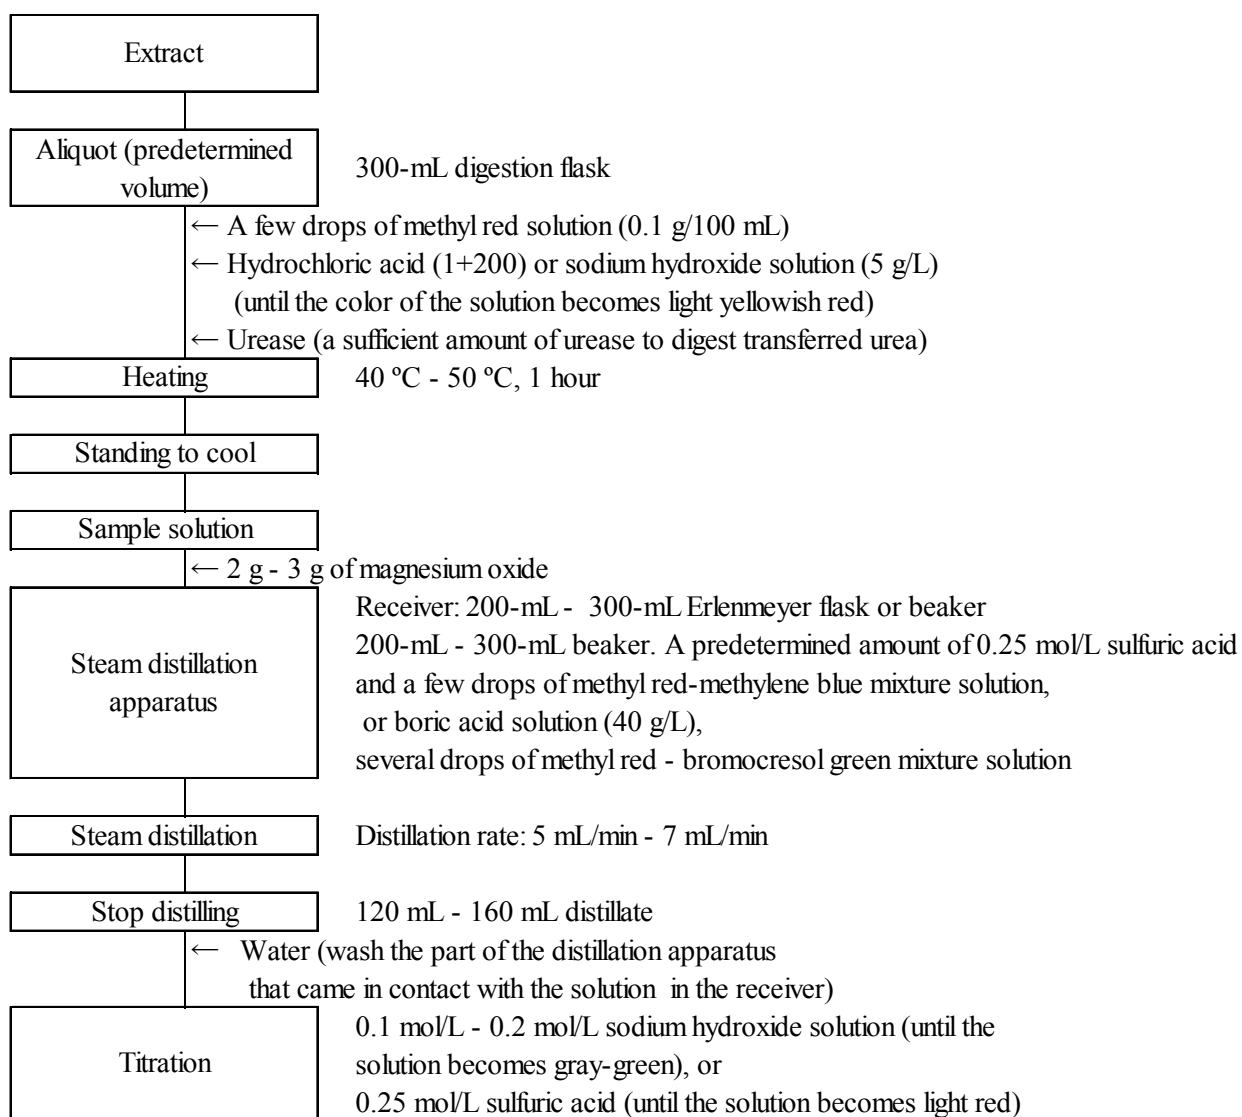 Extract
Aliquot (predetermined
volume)
300-mL digestion flask
← A few drops of methyl red solution (0.1 g/100 mL)
← Hydrochloric acid (1+200) or sodium hydroxide solution (5 g/L)
(until the color of the solution becomes light yellowish red)
← Urease (a sufficient amount of urease to digest transferred urea)
Heating
40 ºC - 50 ºC, 1 hour
Standing to cool
Sample solution
← 2 g - 3 g of magnesium oxide
Steam distillation
apparatus
Receiver: 200-mL - 300-mL Erlenmeyer flask or beaker
200-mL - 300-mL beaker. A predetermined amount of 0.25 mol/L sulfuric acid
and a few drops of methyl red-methylene blue mixture solution,
or boric acid solution (40 g/L),
several drops of methyl red - bromocresol green mixture solution
Steam distillation
Distillation rate: 5 mL/min - 7 mL/min
Stop distilling
120 mL - 160 mL distillate
← Water (wash the part of the distillation apparatus
that came in contact with the solution in the receiver)
Titration
0.1 mol/L - 0.2 mol/L sodium hydroxide solution (until the
solution becomes gray-green), or
0.25 mol/L sulfuric acid (until the solution becomes light red)